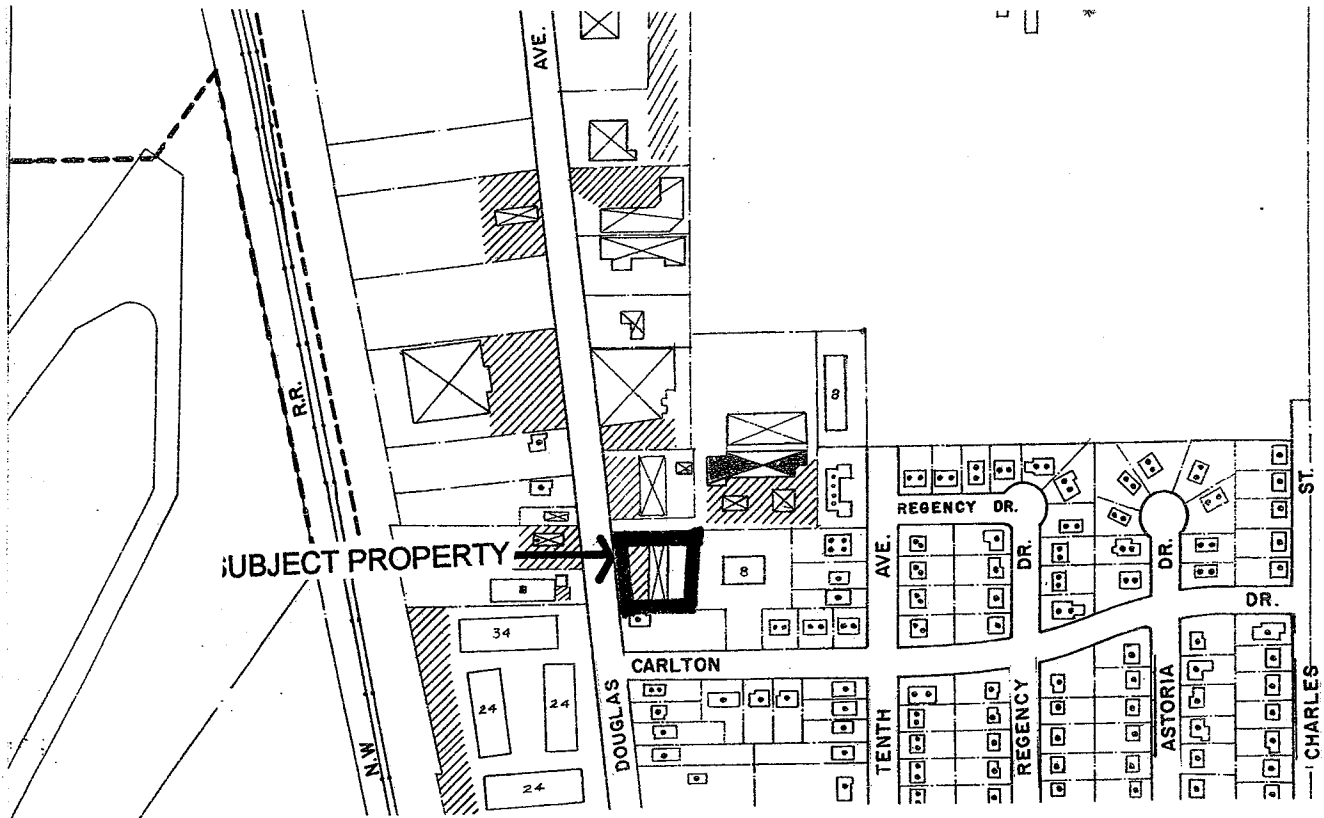 AVE.
R.R.
8
REGENCY DR.
ST.
SUBJECT PROPERTY
8
AVE.
DR.
DR.
DR.
8
34
CARLTON
24
24
DOUGLAS
TENTH
REGENCY
ASTORIA
CHARLES
N.W
24